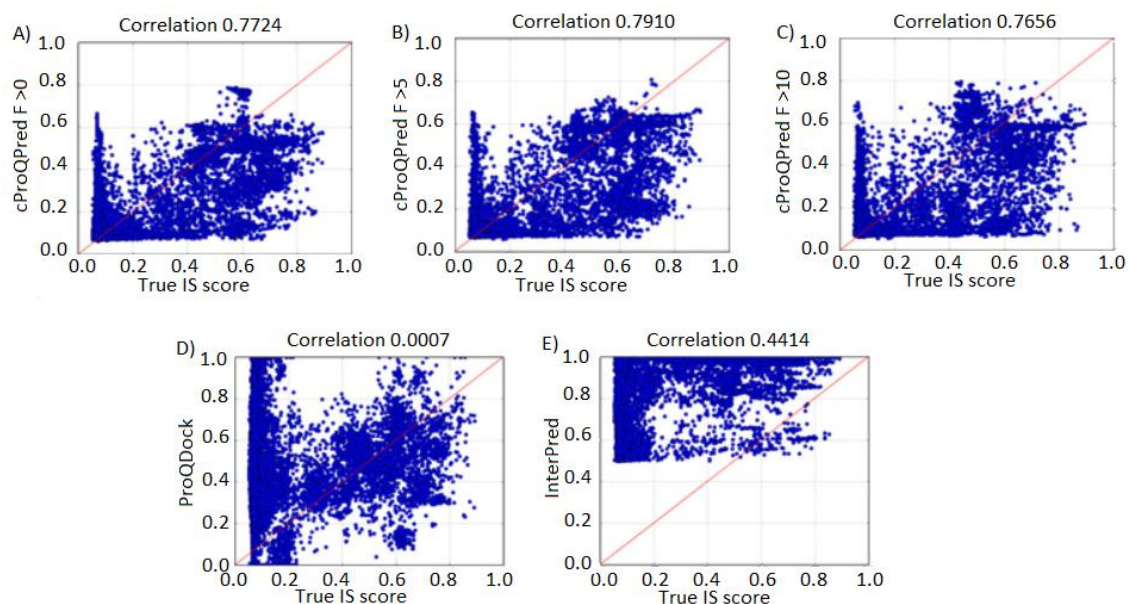 A) Correlation 0.7724
cProQPred F >0
1.0
0.8
0.6
0.4
0.2
0.0
0.0 0.2 0.4 0.6 0.8 1.0
True IS score
B) Correlation 0.7910
cProQPred F >5
1.0
0.8
0.6
0.4
0.2
0.0
0.0 0.2 0.4 0.6 0.8 1.0
True IS score
C) Correlation 0.7656
cProQPred F >10
1.0
0.8
0.6
0.4
0.2
0.0
0.0 0.2 0.4 0.6 0.8 1.0
True IS score
D) Correlation 0.0007
ProQDock
1.0
0.8
0.6
0.4
0.2
0.0
0.0 0.2 0.4 0.6 0.8 1.0
True IS score
E) Correlation 0.4414
InterPred
1.0
0.8
0.6
0.4
0.2
0.0
0.0 0.2 0.4 0.6 0.8 1.0
True IS score